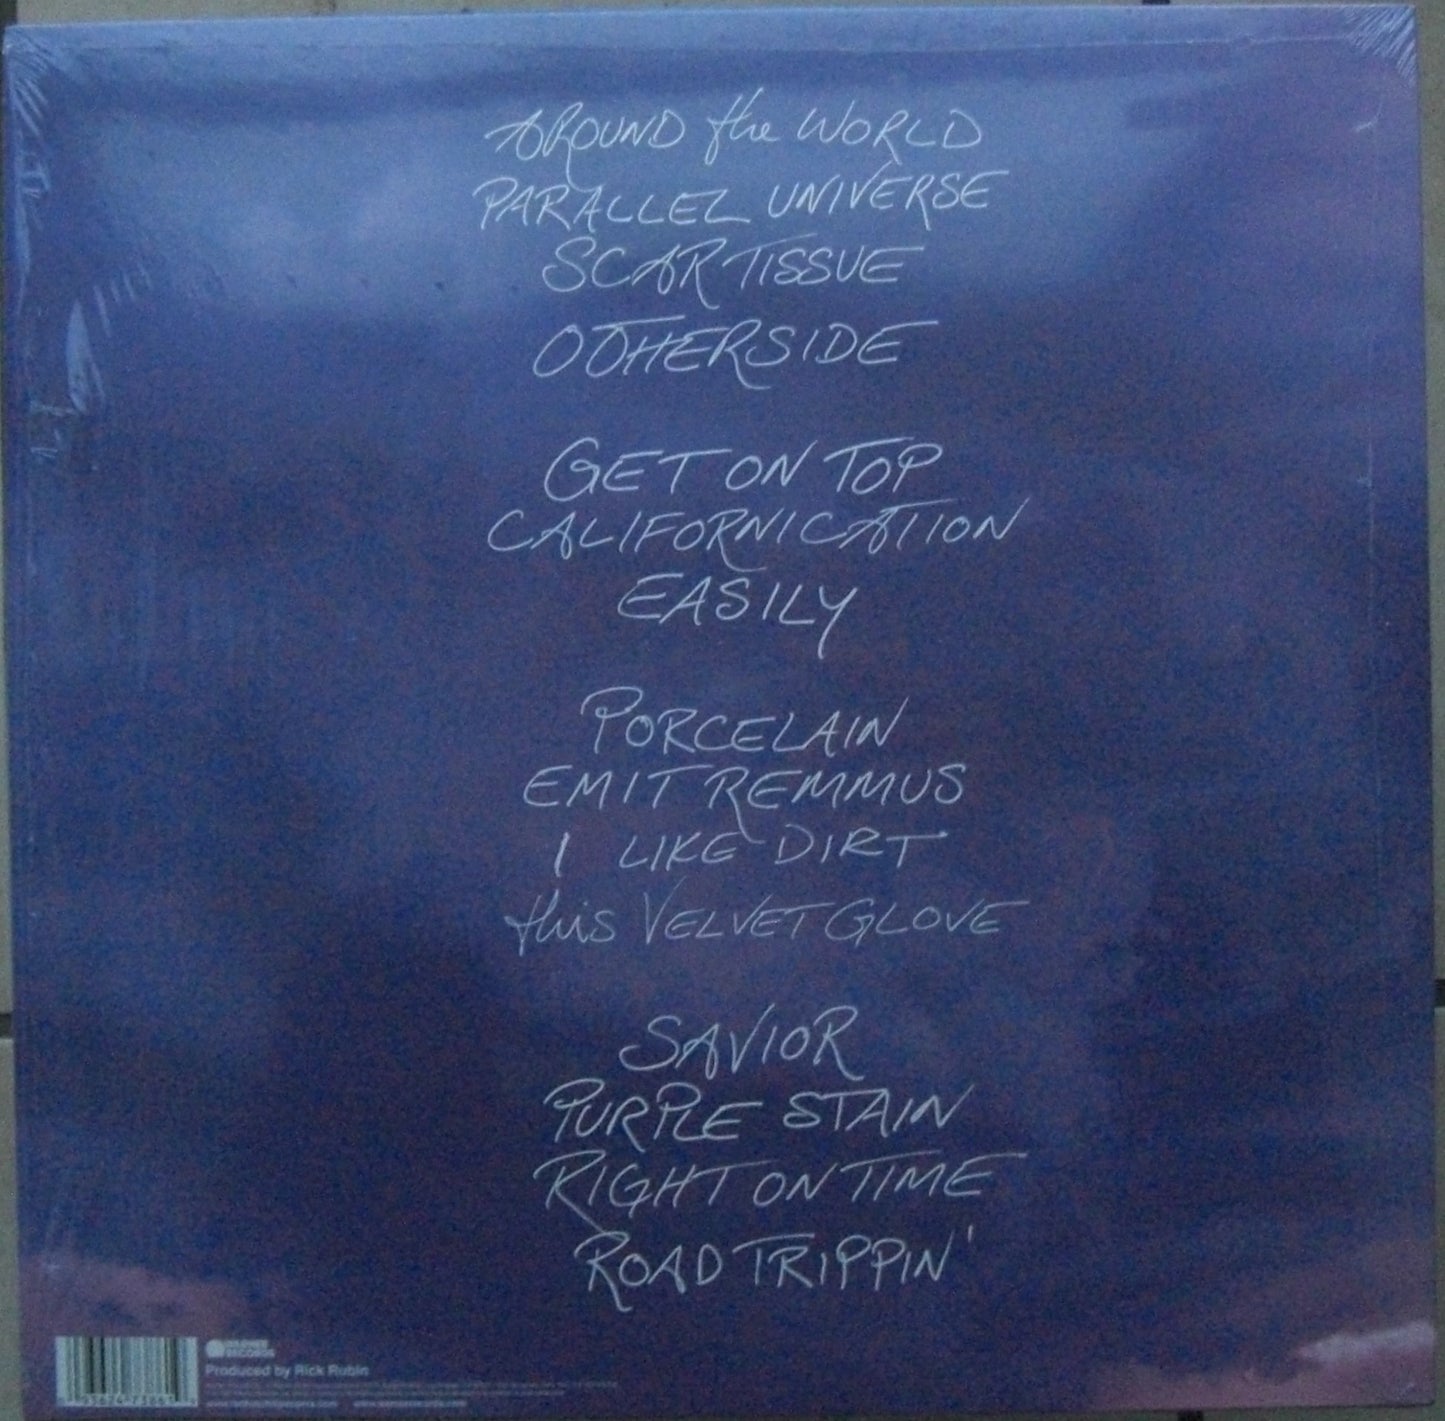 AROUND the WORLD
PARALLEL UNIVERSE
SCAR TISSUE
OTHERSIDE
GET ON TOP
CALIFORNICATION
EASILY
PORCELAIN
EMIT REMMUS
I LIKE DIRT
this VELVET GLOVE
SAVIOR
PURPLE STAIN
RIGHT ON TIME
ROAD TRIPPIN'
RECORDS
Produced by Rick Rubin